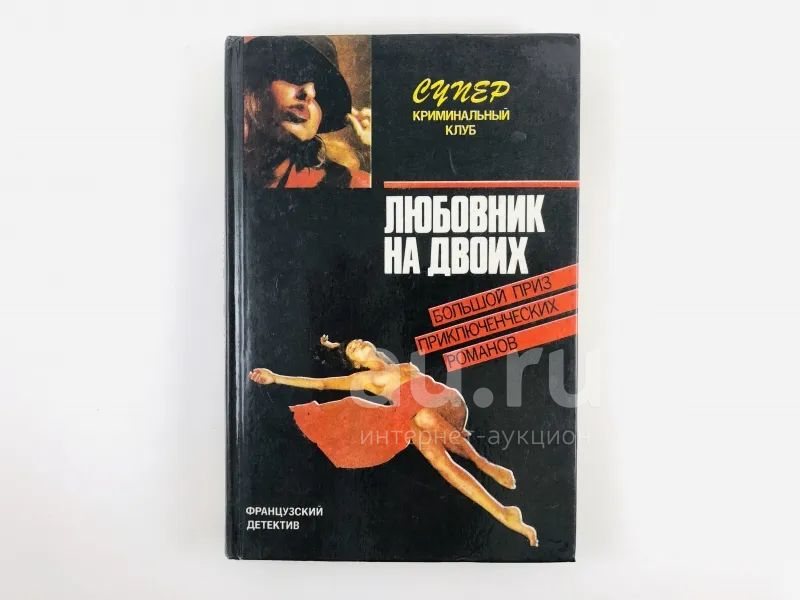 СУПЕР
КРИМИНАЛЬНЫЙ
КЛУБ
ЛЮБОВНИК
НА ДВОИХ
БОЛЬШОЙ ПРИЗ
ПРИКЛЮЧЕНЧЕСКИХ
РОМАНОВ
au.ru
интернет-аукцион
ФРАНЦУЗСКИЙ
ДЕТЕКТИВ